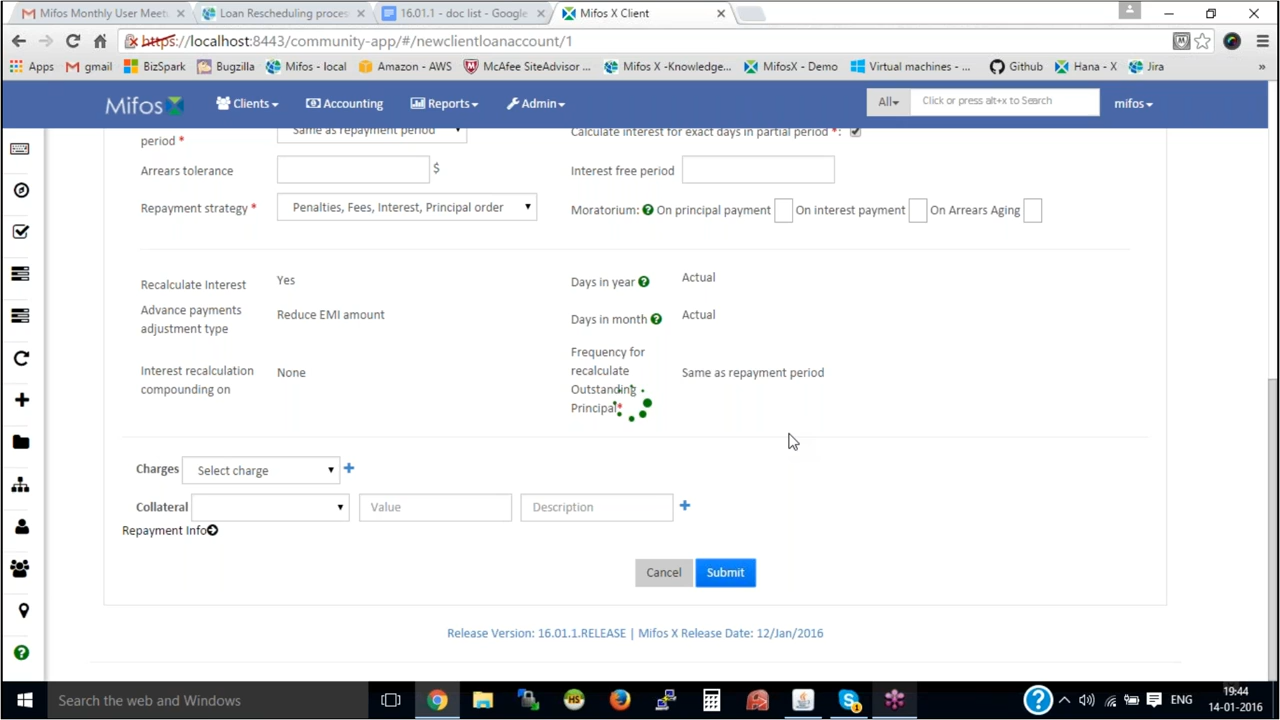 Mifos Monthly User Meetu
Loan Rescheduling proces
16.01.1 - doc list - Google
Mifos X Client
https://localhost:8443/community-app/#/newclientloanaccount/1
Apps gmail BizSpark Bugzilla Mifos - local Amazon - AWS McAfee SiteAdvisor ... Mifos X -Knowledge... MifosX - Demo Virtual machines - ... Github Hana - X Jira »
Mifos Clients Accounting Reports Admin All Click or press alt+x to Search mifos
period * Same as repayment period Calculate interest for exact days in partial period *:
Arrears tolerance $ Interest free period
Repayment strategy * Penalties, Fees, Interest, Principal order Moratorium: On principal payment On interest payment On Arrears Aging
Recalculate Interest Yes Days in year Actual
Advance payments
adjustment type Reduce EMI amount Days in month Actual
Interest recalculation
compounding on None
Frequency for
recalculate
Outstanding
Principal* Same as repayment period
Charges Select charge
Collateral Value Description
Repayment Info
Cancel Submit
Release Version: 16.01.1.RELEASE | Mifos X Release Date: 12/Jan/2016
Search the web and Windows
ENG
19:44
14-01-2016